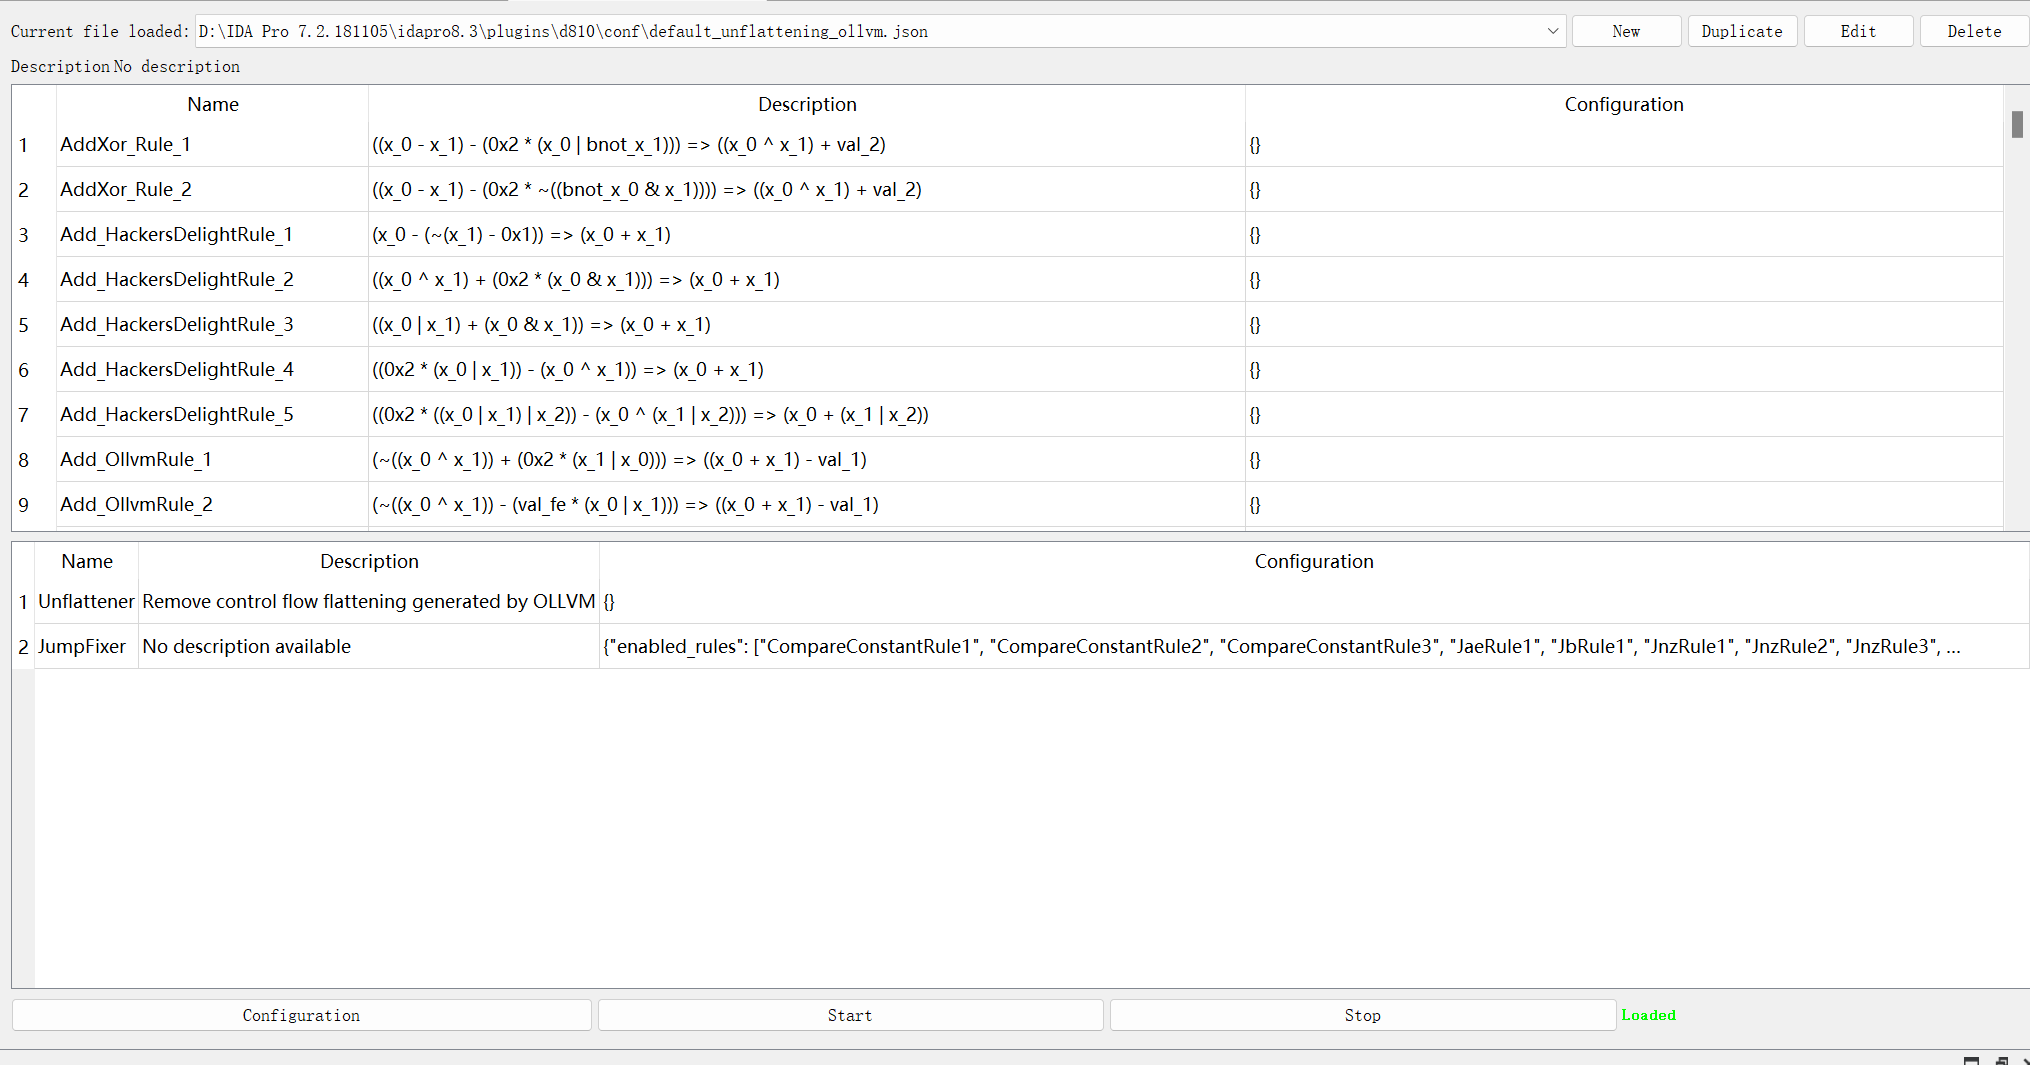 Current file loaded: D:\IDA Pro 7.2.181105\idapro8.3\plugins\d810\conf\default_unflattening_ollvm.json New Duplicate Edit Delete
Description No description
Name Description Configuration
1 AddXor_Rule_1 ((x_0 - x_1) - (0x2 * (x_0 | bnot_x_1))) => ((x_0 ^ x_1) + val_2) {}
2 AddXor_Rule_2 ((x_0 - x_1) - (0x2 * ~((bnot_x_0 & x_1)))) => ((x_0 ^ x_1) + val_2) {}
3 Add_HackersDelightRule_1 (x_0 - (~(x_1) - 0x1)) => (x_0 + x_1) {}
4 Add_HackersDelightRule_2 ((x_0 ^ x_1) + (0x2 * (x_0 & x_1))) => (x_0 + x_1) {}
5 Add_HackersDelightRule_3 ((x_0 | x_1) + (x_0 & x_1)) => (x_0 + x_1) {}
6 Add_HackersDelightRule_4 ((0x2 * (x_0 | x_1)) - (x_0 ^ x_1)) => (x_0 + x_1) {}
7 Add_HackersDelightRule_5 ((0x2 * ((x_0 | x_1) | x_2)) - (x_0 ^ (x_1 | x_2))) => (x_0 + (x_1 | x_2)) {}
8 Add_OllvmRule_1 (~((x_0 ^ x_1)) + (0x2 * (x_1 | x_0))) => ((x_0 + x_1) - val_1) {}
9 Add_OllvmRule_2 (~((x_0 ^ x_1)) - (val_fe * (x_0 | x_1))) => ((x_0 + x_1) - val_1) {}
Name Description Configuration
1 Unflattener Remove control flow flattening generated by OLLVM {}
2 JumpFixer No description available {"enabled_rules": ["CompareConstantRule1", "CompareConstantRule2", "CompareConstantRule3", "JaeRule1", "JbRule1", "JnzRule1", "JnzRule2", "JnzRule3", ...
Configuration Start Stop Loaded